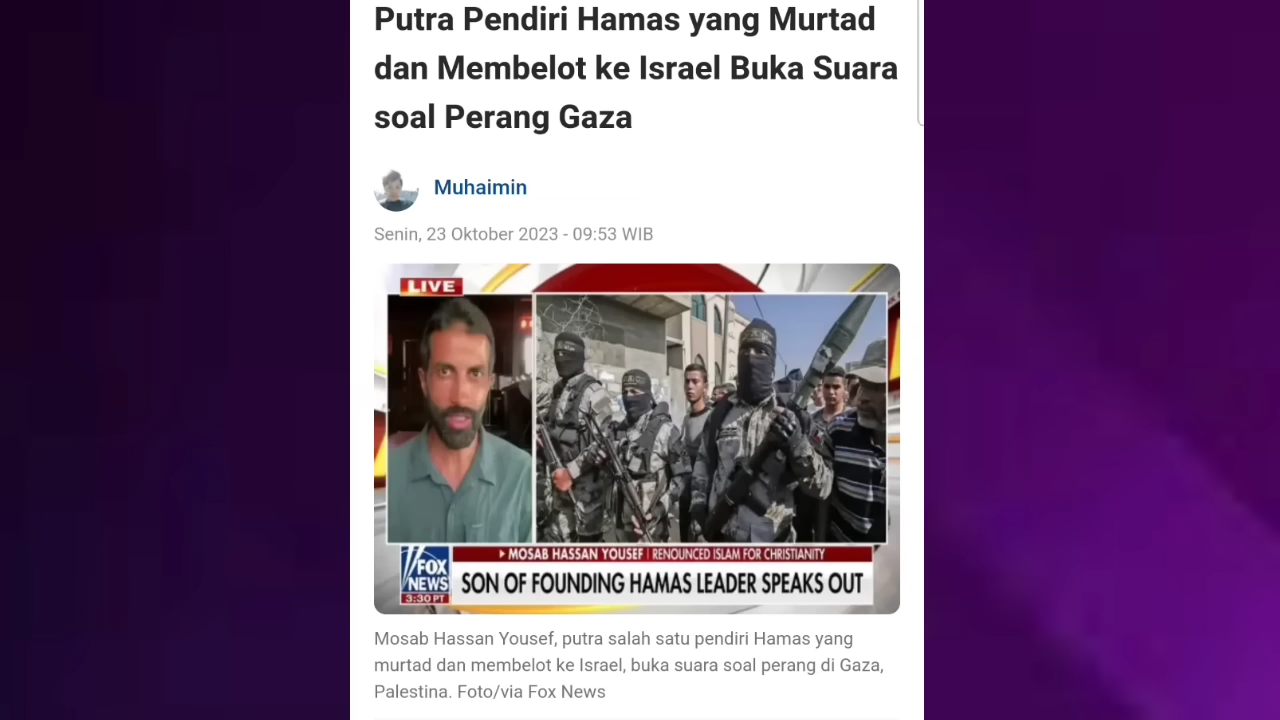 Putra Pendiri Hamas yang Murtad
dan Membelot ke Israel Buka Suara
soal Perang Gaza
Muhaimin
Senin, 23 Oktober 2023 - 09:53 WIB
LIVE
MOSAB HASSAN YOUSEF | RENOUNCED ISLAM FOR CHRISTIANITY
FOX
NEWS
3:30 PT
SON OF FOUNDING HAMAS LEADER SPEAKS OUT
Mosab Hassan Yousef, putra salah satu pendiri Hamas yang
murtad dan membelot ke Israel, buka suara soal perang di Gaza,
Palestina. Foto/via Fox News